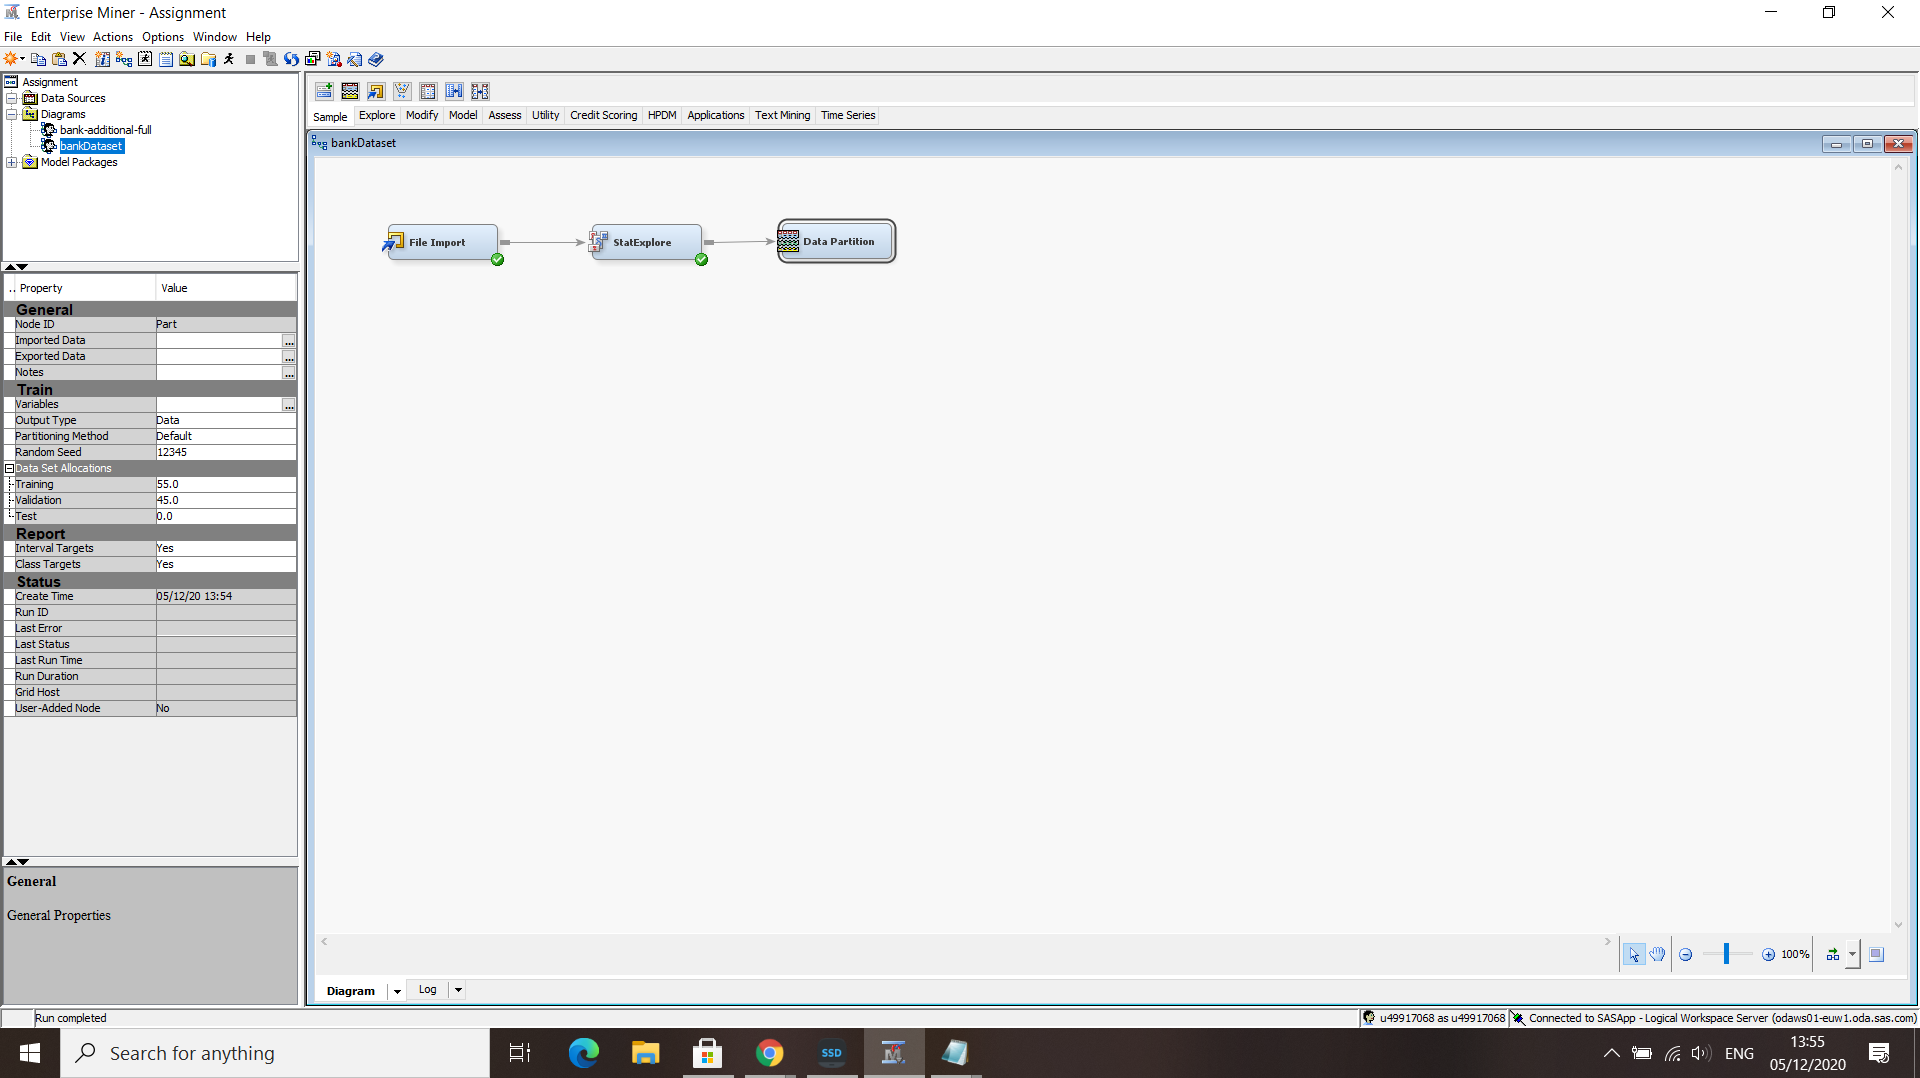 Enterprise Miner - Assignment
File Edit View Actions Options Window Help
Assignment
Data Sources
Diagrams
bank-additional-full
bankDataset
Model Packages
.. Property Value
General
Node ID Part
Imported Data ...
Exported Data ...
Notes ...
Train
Variables ...
Output Type Data
Partitioning Method Default
Random Seed 12345
Data Set Allocations
Training 55.0
Validation 45.0
Test 0.0
Report
Interval Targets Yes
Class Targets Yes
Status
Create Time 05/12/20 13:54
Run ID
Last Error
Last Status
Last Run Time
Run Duration
Grid Host
User-Added Node No
General
General Properties
Sample Explore Modify Model Assess Utility Credit Scoring HPDM Applications Text Mining Time Series
bankDataset
File Import StatExplore Data Partition
100%
Diagram Log
Run completed u49917068 as u49917068 Connected to SASApp - Logical Workspace Server (odaws01-euw1.oda.sas.com)
Search for anything SSD ENG 13:55
05/12/2020